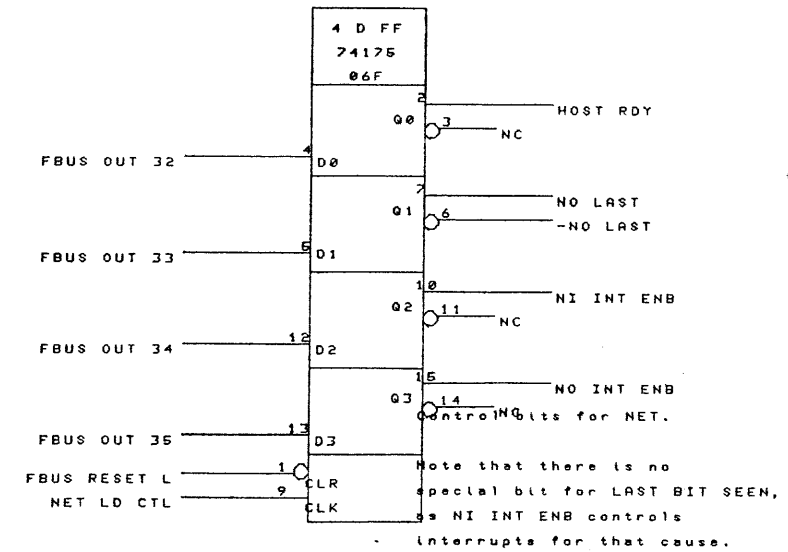 4 D FF
74175
06F
2
HOST RDY
Q0
3
NC
4
FBUS OUT 32
D0
7
NO LAST
Q1
6
-NO LAST
5
FBUS OUT 33
D1
10
NI INT ENB
Q2
11
NC
12
FBUS OUT 34
D2
15
NO INT ENB
Q3
14
NC
Control bits for NET.
13
FBUS OUT 35
D3
FBUS RESET L
1
CLR
NET LD CTL
9
CLK
Note that there is no
special bit for LAST BIT SEEN,
as NI INT ENB controls
interrupts for that cause.